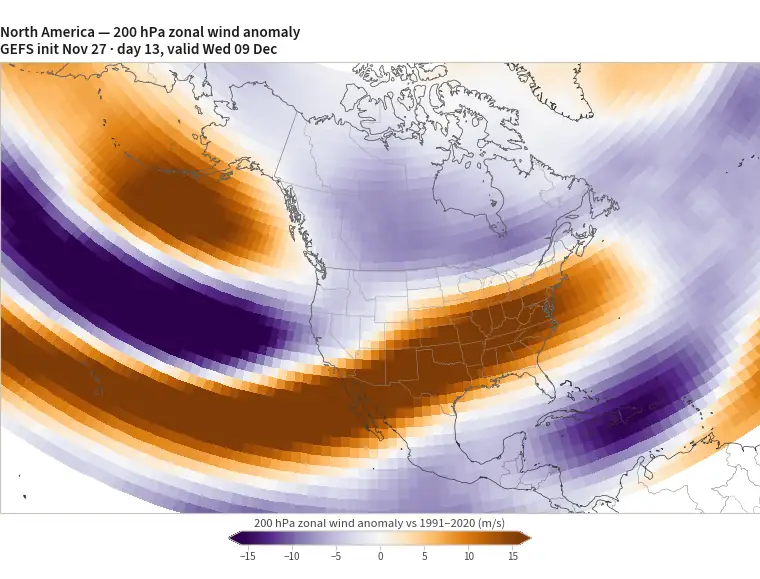 North America — 200 hPa zonal wind anomaly
GEFS init Nov 27 · day 13, valid Wed 09 Dec
200 hPa zonal wind anomaly vs 1991–2020 (m/s)
−15 −10 −5 0 5 10 15